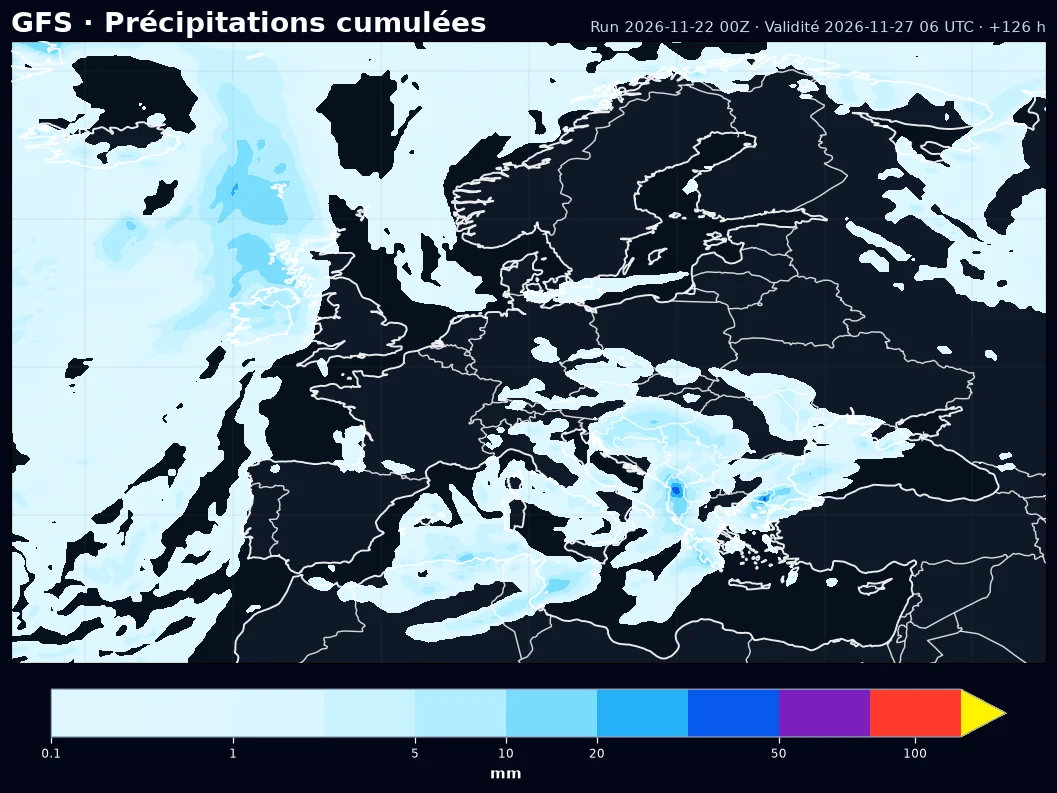 GFS · Précipitations cumulées
Run 2026-11-22 00Z · Validité 2026-11-27 06 UTC · +126 h
0.1 1 5 10 20 50 100
mm